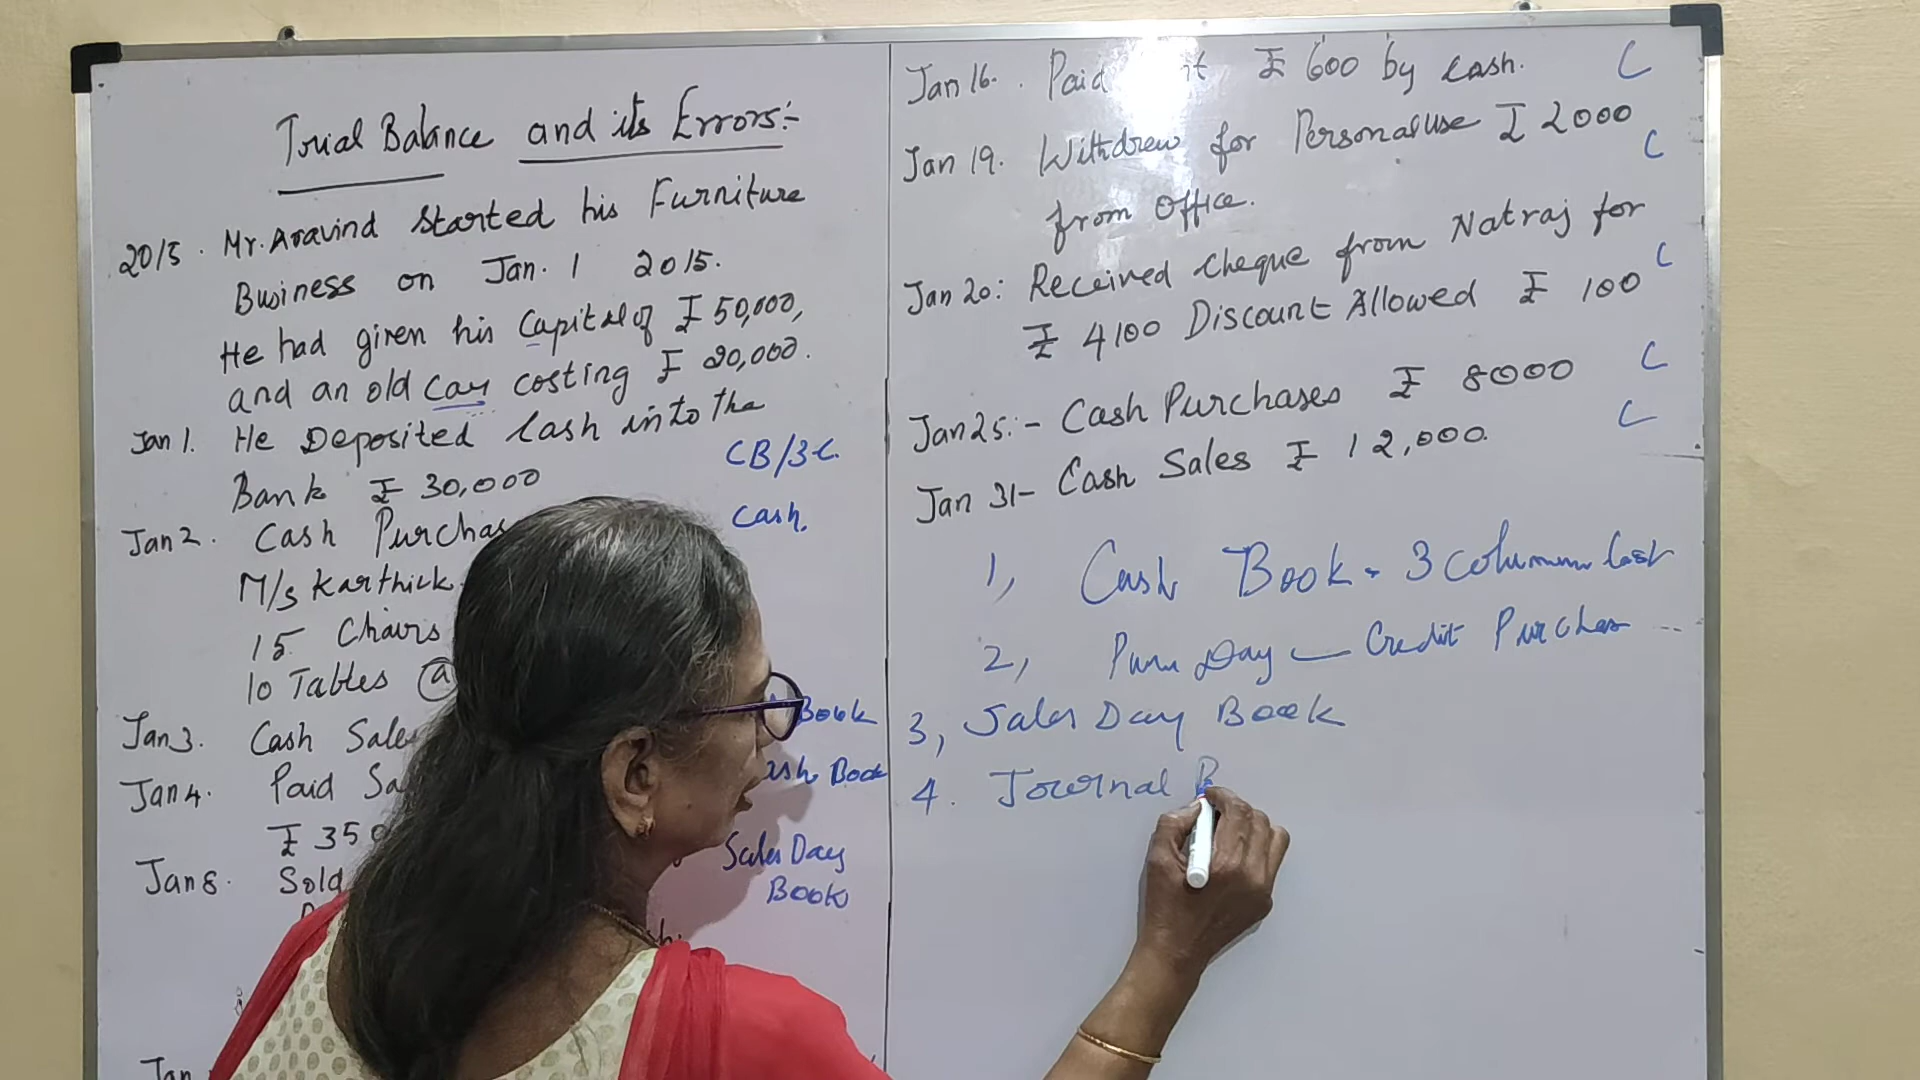 Trial Balance and its Errors:-
2015. Mr. Aravind Started his Furniture
Business on Jan. 1 2015.
He had given his Capital of ₹ 50,000,
and an old Car costing ₹ 20,000.
Jan 1. He Deposited Cash into the
Bank ₹ 30,000
CB/3C.
Jan 2. Cash Purchas
Cash.
M/s Karthick
15 Chairs
10 Tables @
Jan 3. Cash Sale
Book
Jan 4. Paid Sa
ash Book
₹ 350
Jan 8. Sold
Sales Day
Book
Jan
Jan 16. Paid ₹ 600 by Cash. C
Jan 19. Withdrew for Personal use ₹ 2000
from Office. C
Jan 20: Received Cheque from Natraj for
₹ 4100 Discount Allowed ₹ 100 C
Jan 25:- Cash Purchases ₹ 8000 C
Jan 31- Cash Sales ₹ 12,000. C
1, Cash Book - 3 Column
2, Day - Credit Purchas
3, Sales Day Book
4. Journal B